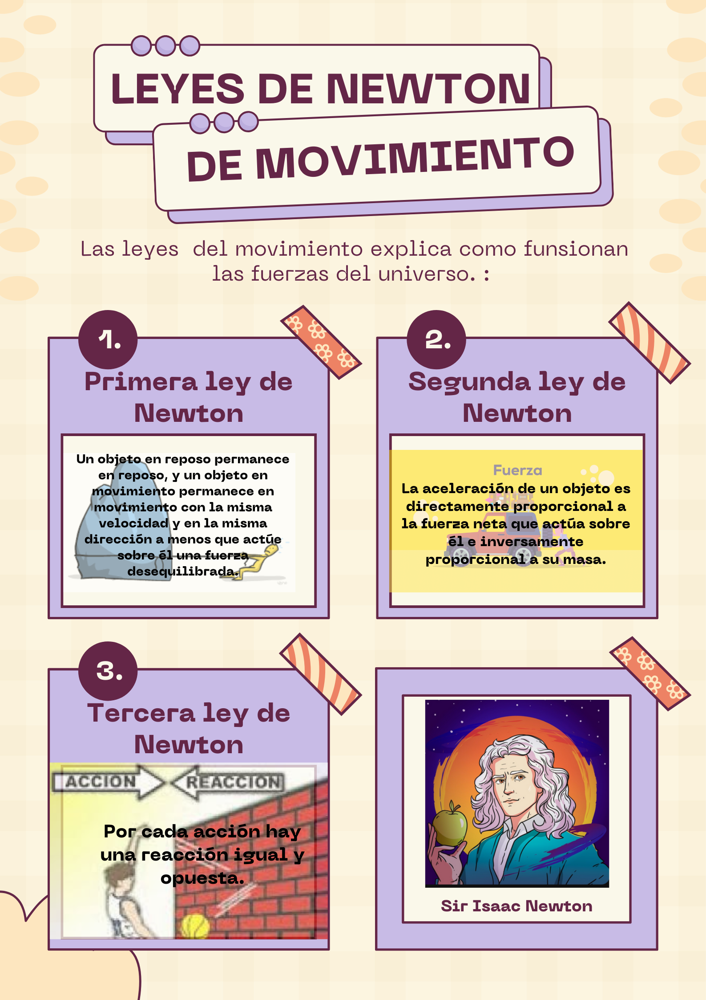 LEYES DE NEWTON
DE MOVIMIENTO
Las leyes  del movimiento explica como funsionan
las fuerzas del universo. :
1.
Primera ley de
Newton
Un objeto en reposo permanece
en reposo, y un objeto en
movimiento permanece en
movimiento con la misma
velocidad y en la misma
dirección a menos que actúe
sobre él una fuerza
desequilibrada.
2.
Segunda ley de
Newton
Fuerza
La aceleración de un objeto es
directamente proporcional a
la fuerza neta que actúa sobre
él e inversamente
proporcional a su masa.
3.
Tercera ley de
Newton
ACCION
REACCION
Por cada acción hay
una reacción igual y
opuesta.
Sir Isaac Newton